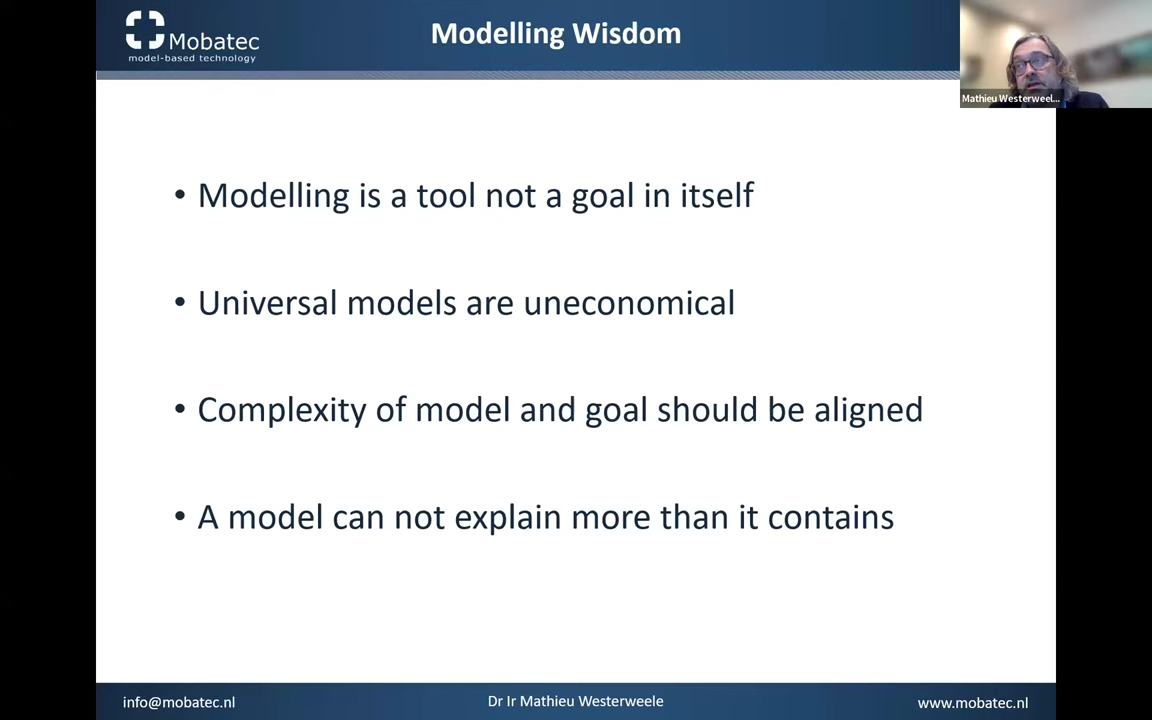 Mobatec
model-based technology
Modelling Wisdom
Mathieu Westerweel...
• Modelling is a tool not a goal in itself
• Universal models are uneconomical
• Complexity of model and goal should be aligned
• A model can not explain more than it contains
info@mobatec.nl
Dr Ir Mathieu Westerweele
www.mobatec.nl